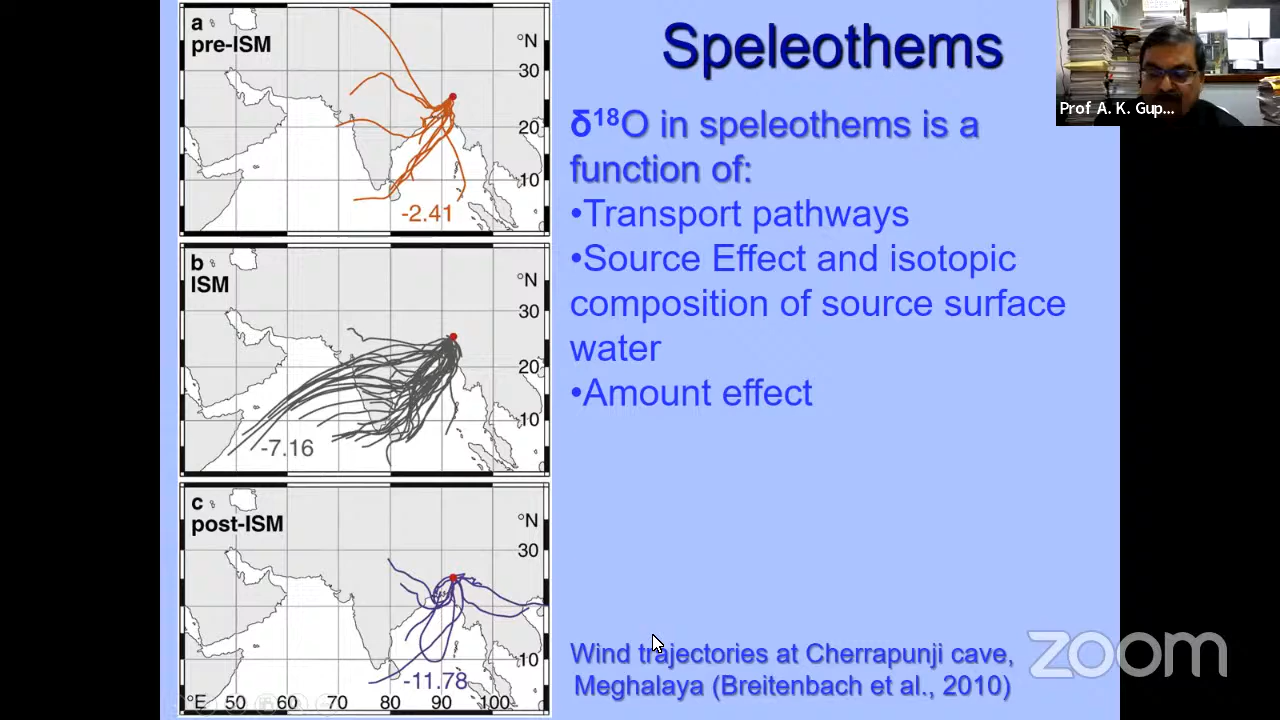 a
pre-ISM
°N
30
20
10
-2.41
b
ISM
°N
30
20
10
-7.16
c
post-ISM
°N
30
10
-11.78
°E 50 60 70 80 90 100
Speleothems
δ¹⁸O in speleothems is a
function of:
•Transport pathways
•Source Effect and isotopic
composition of source surface
water
•Amount effect
Wind trajectories at Cherrapunji cave,
Meghalaya (Breitenbach et al., 2010)
Prof A. K. Gup...
zoom